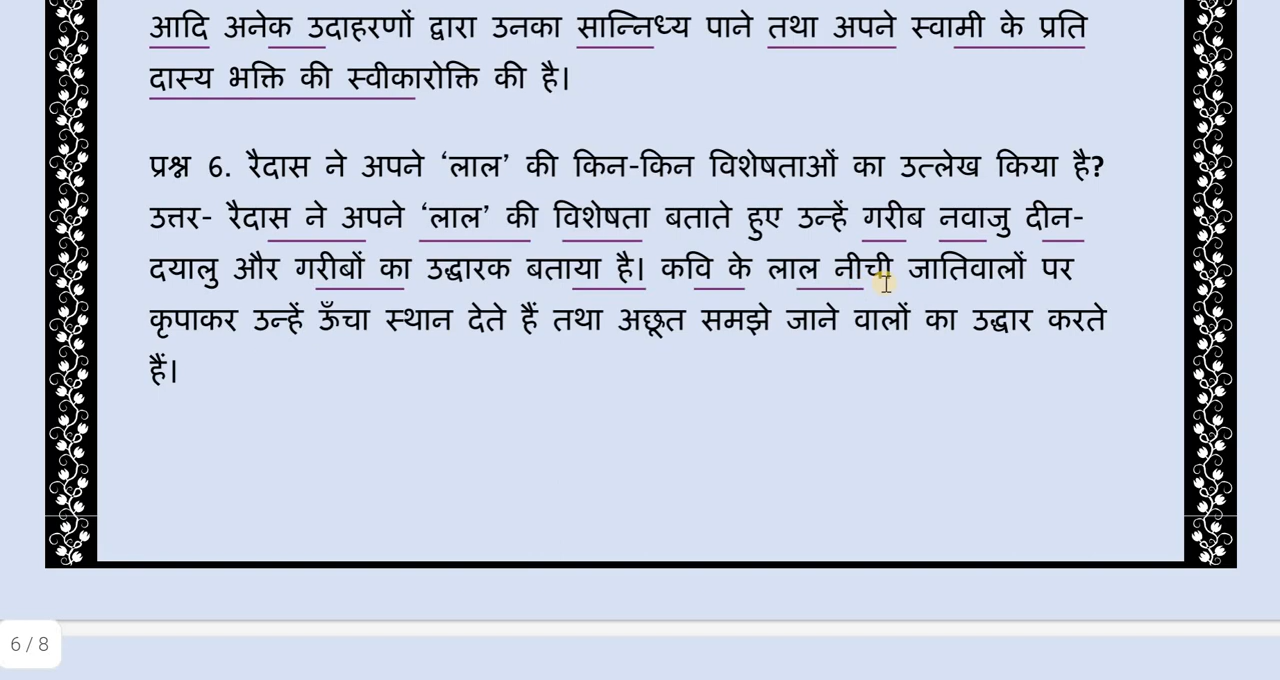 आदि अनेक उदाहरणों द्वारा उनका सान्निध्य पाने तथा अपने स्वामी के प्रति
दास्य भक्ति की स्वीकारोक्ति की है।
प्रश्न 6. रैदास ने अपने ‘लाल’ की किन-किन विशेषताओं का उत्लेख किया है?
उत्तर- रैदास ने अपने ‘लाल’ की विशेषता बताते हुए उन्हें गरीब नवाजु दीन-
दयालु और गरीबों का उद्धारक बताया है। कवि के लाल नीची जातिवालों पर
कृपाकर उन्हें ऊँचा स्थान देते हैं तथा अछूत समझे जाने वालों का उद्धार करते
हैं।
6 / 8